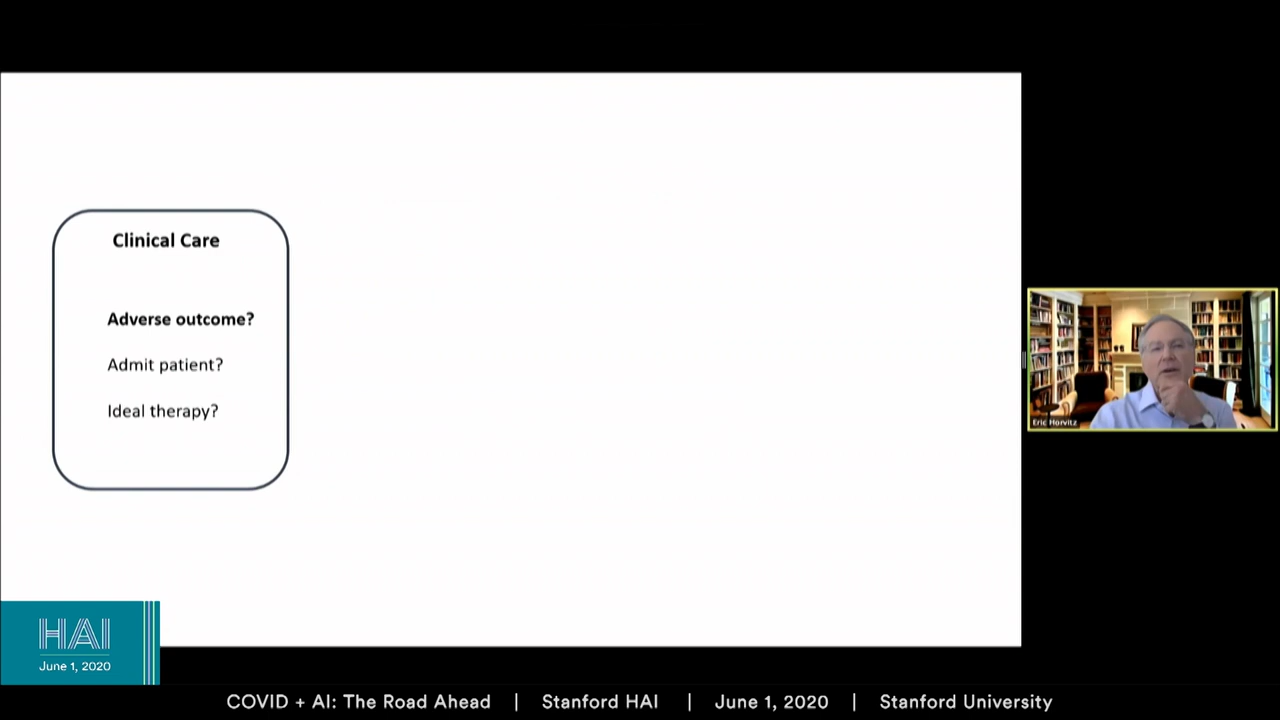 Clinical Care
Adverse outcome?
Admit patient?
Ideal therapy?
Eric Horvitz
HAI
June 1, 2020
COVID + AI: The Road Ahead | Stanford HAI | June 1, 2020 | Stanford University